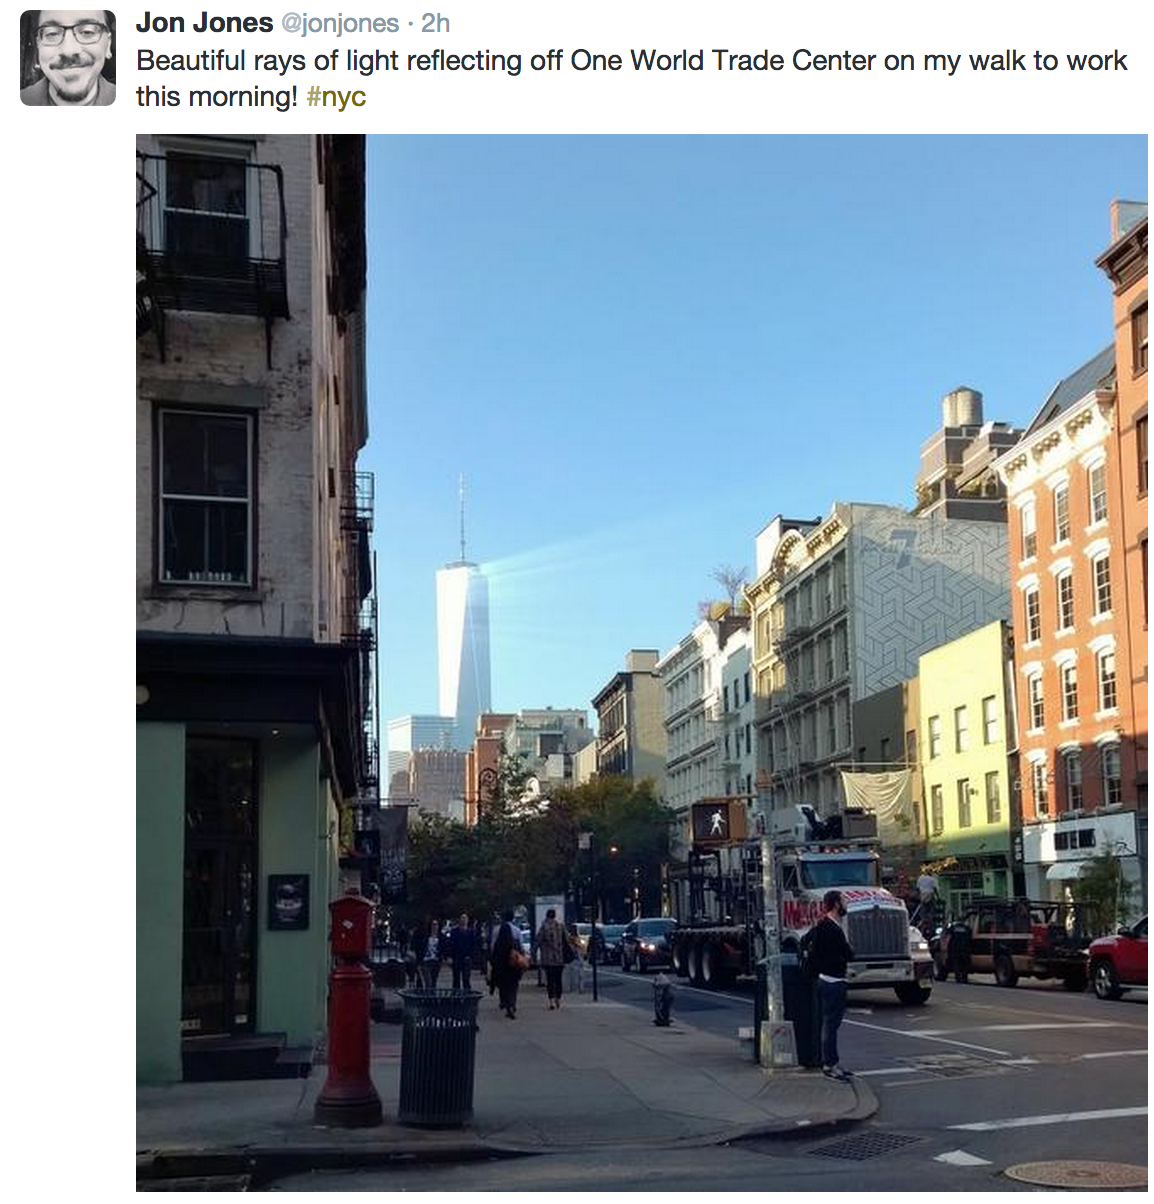 Jon Jones @jonjones · 2h
Beautiful rays of light reflecting off One World Trade Center on my walk to work
this morning! #nyc
7